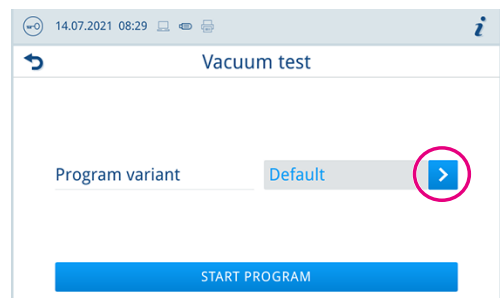 14.07.2021 08:29 i
Vacuum test
Program variant Default >
START PROGRAM